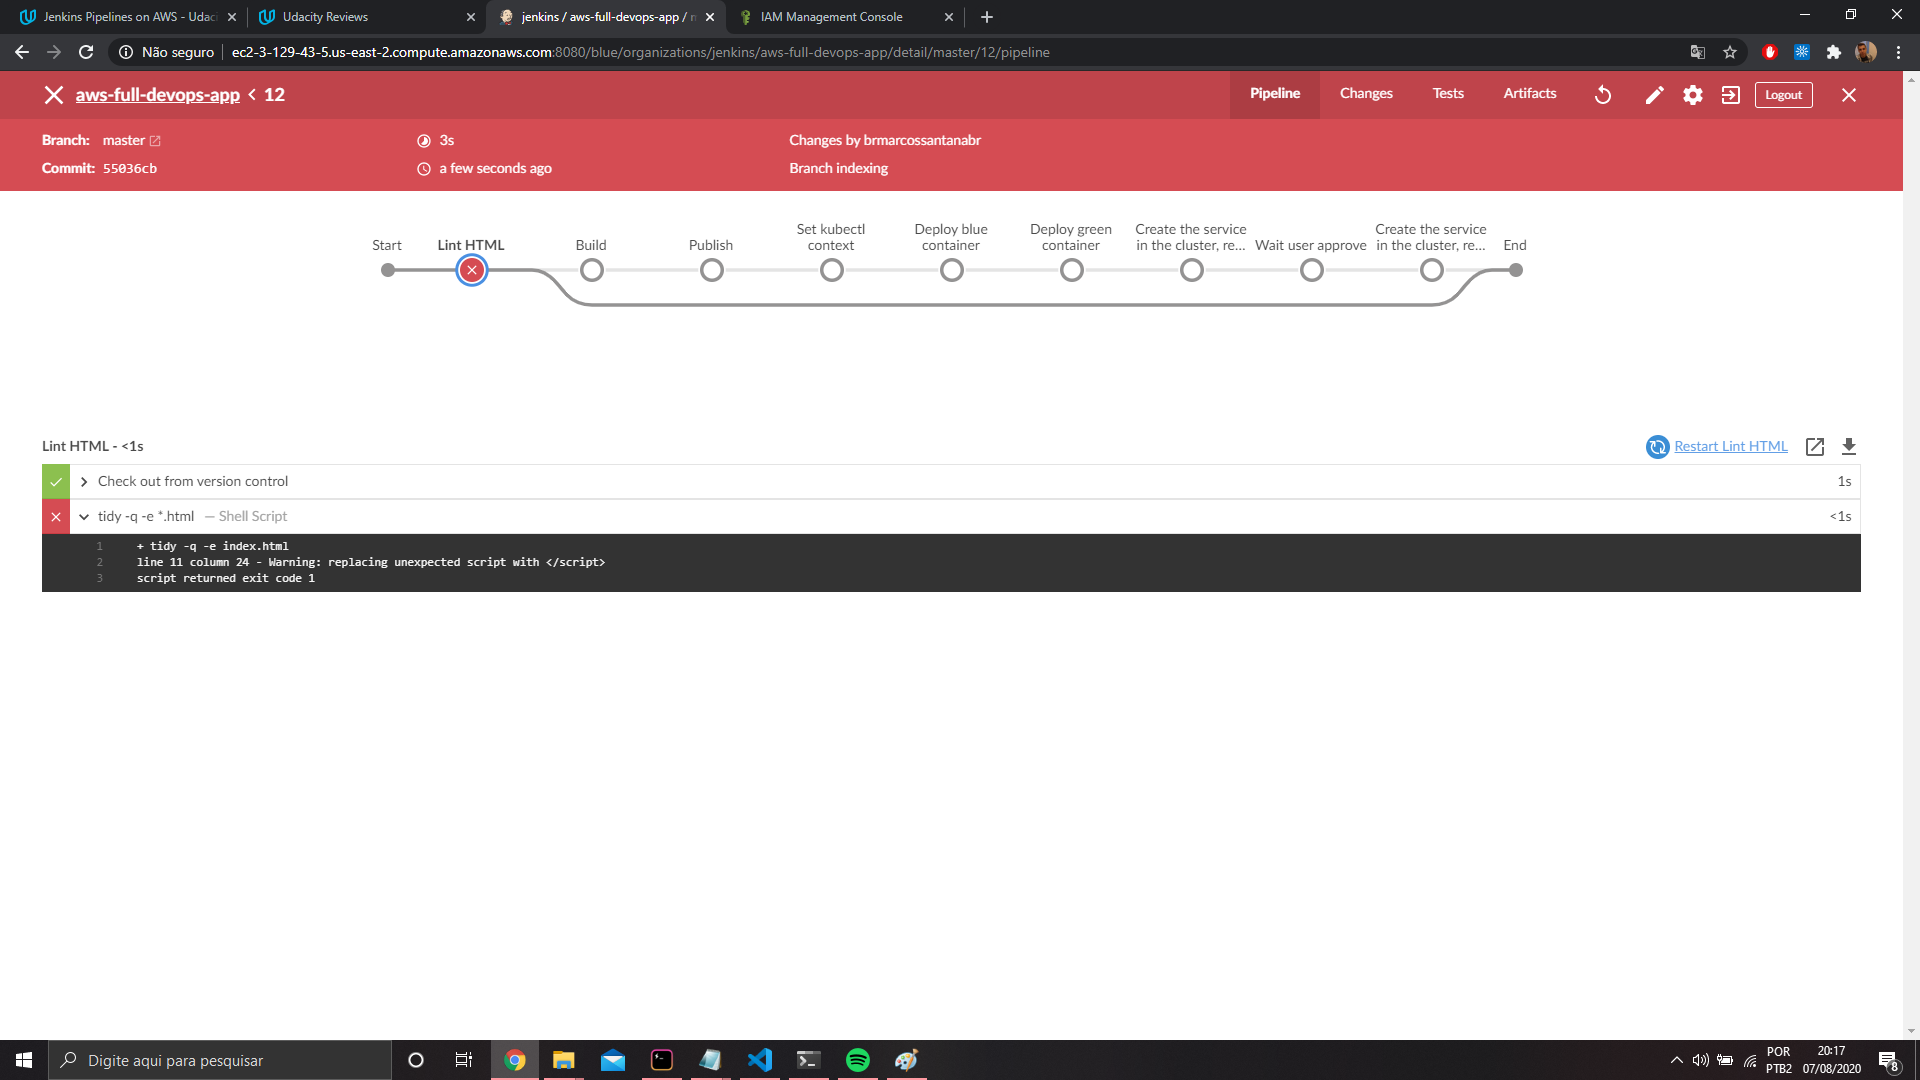 Jenkins Pipelines on AWS - Udaci
Udacity Reviews
jenkins / aws-full-devops-app /
IAM Management Console
Não seguro
ec2-3-129-43-5.us-east-2.compute.amazonaws.com:8080/blue/organizations/jenkins/aws-full-devops-app/detail/master/12/pipeline
aws-full-devops-app < 12
Pipeline
Changes
Tests
Artifacts
Logout
Branch: master
3s
Changes by brmarcossantanabr
Commit: 55036cb
a few seconds ago
Branch indexing
Start
Lint HTML
Build
Publish
Set kubectl
context
Deploy blue
container
Deploy green
container
Create the service
in the cluster, re...
Wait user approve
Create the service
in the cluster, re...
End
Lint HTML - <1s
Restart Lint HTML
Check out from version control
1s
tidy -q -e *.html — Shell Script
<1s
1 + tidy -q -e index.html
2 line 11 column 24 - Warning: replacing unexpected script with </script>
3 script returned exit code 1
Digite aqui para pesquisar
POR
PTB2
20:17
07/08/2020
8